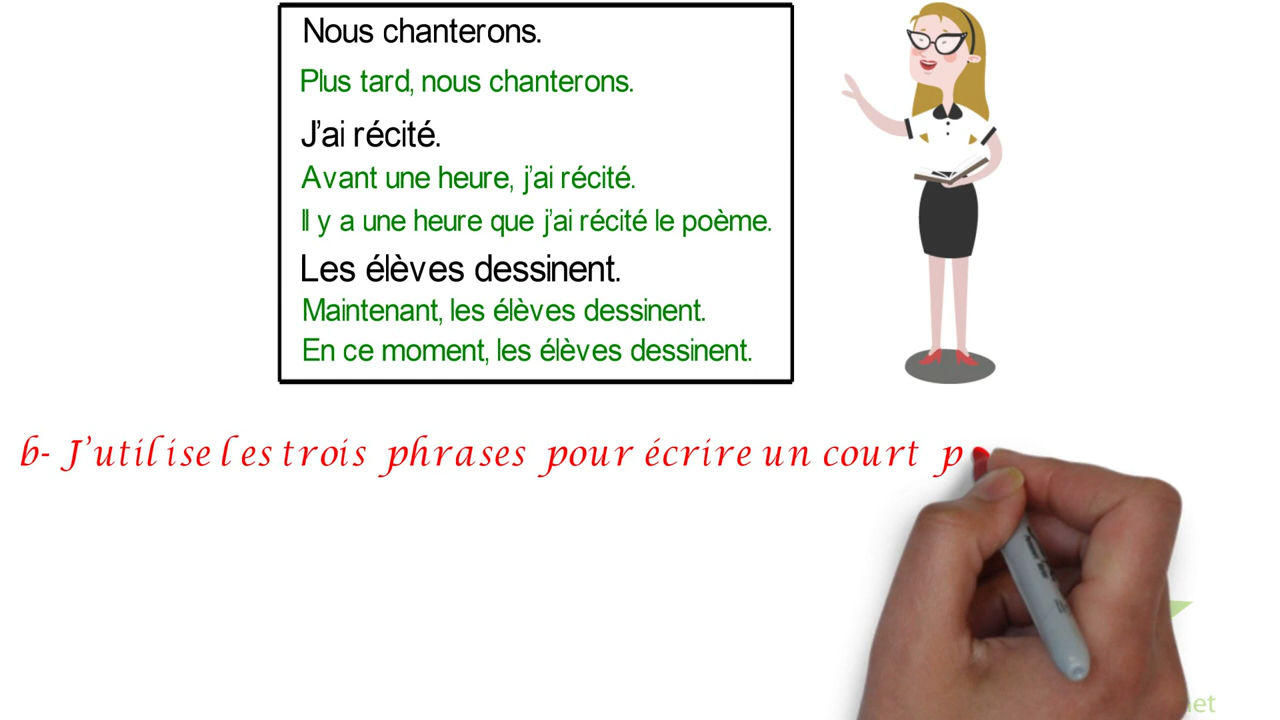 Nous chanterons.
Plus tard, nous chanterons.
J'ai récité.
Avant une heure, j'ai récité.
Il y a une heure que j'ai récité le poème.
Les élèves dessinent.
Maintenant, les élèves dessinent.
En ce moment, les élèves dessinent.
b- J'utilise les trois phrases pour écrire un court p